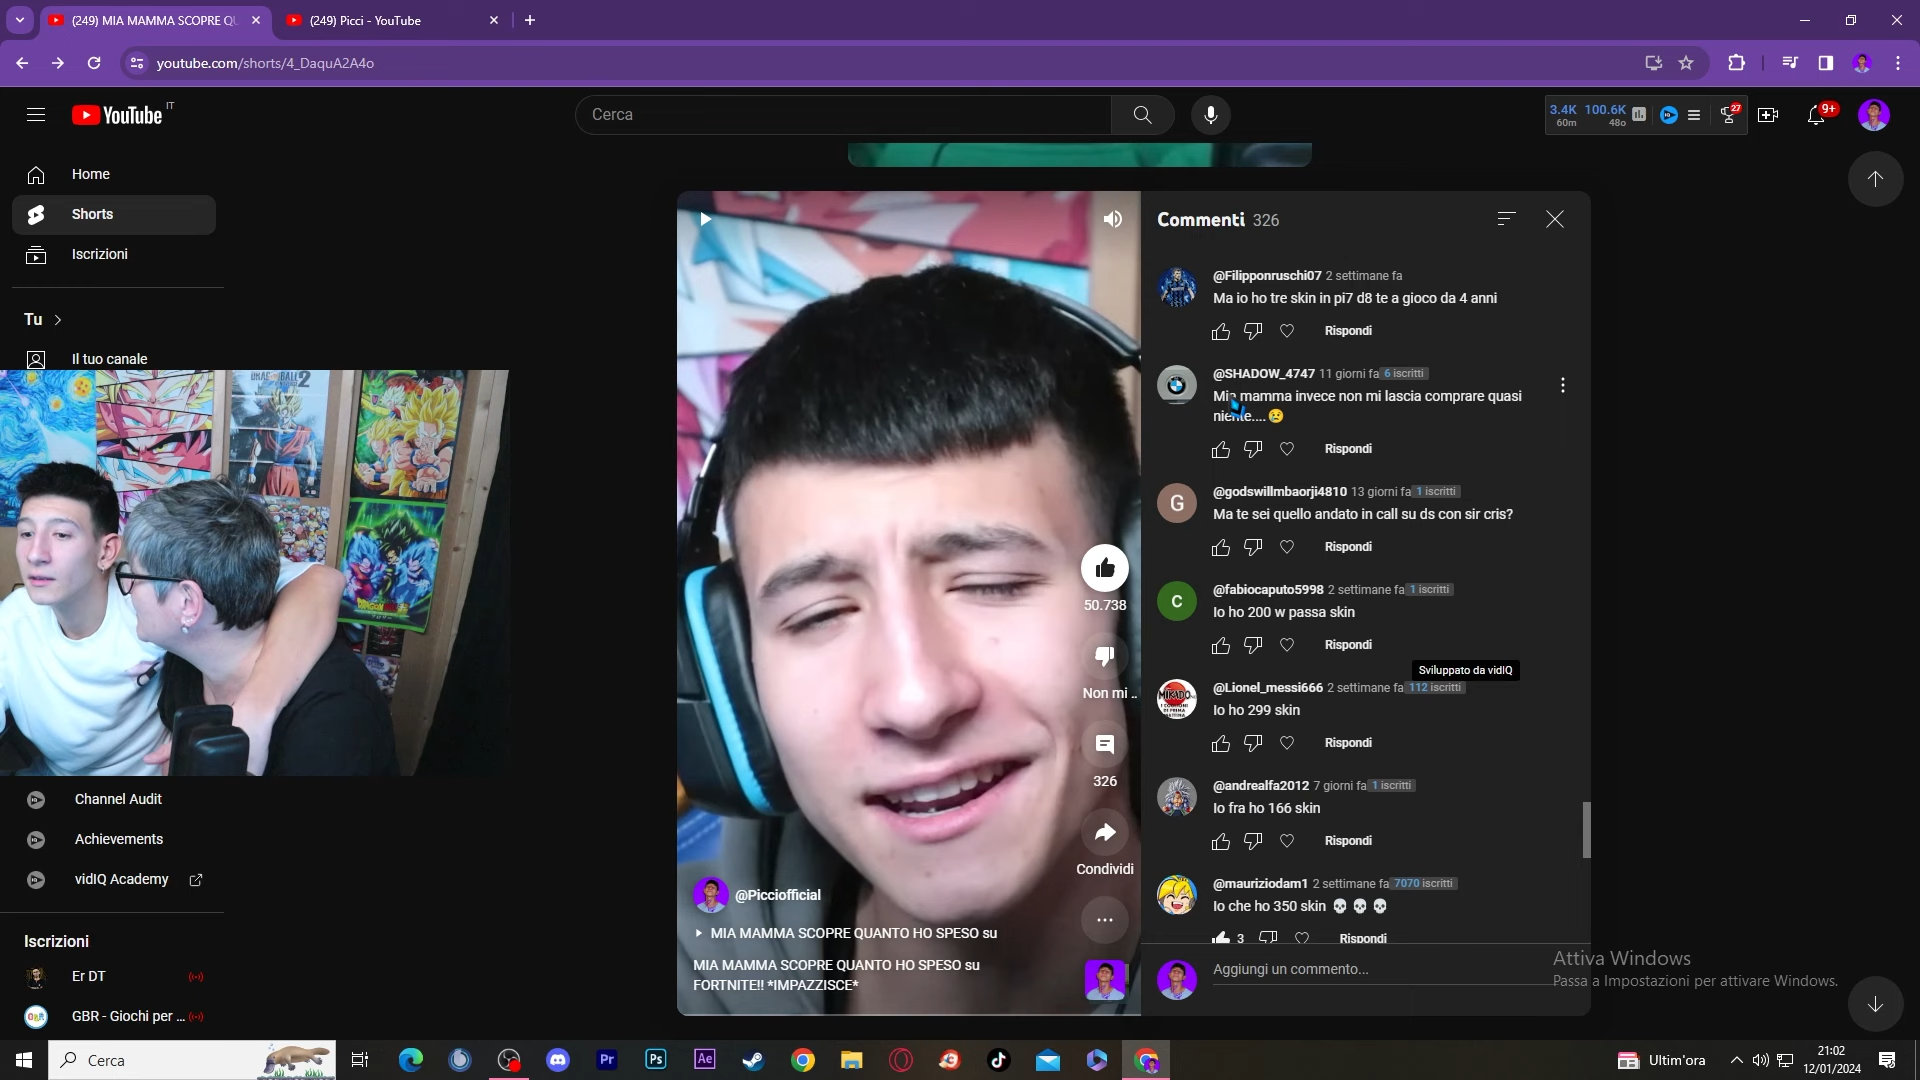 (249) MIA MAMMA SCOPRE QU
(249) Picci - YouTube
youtube.com/shorts/4_DaquA2A4o
YouTube IT
Cerca
3.4K 100.6K
60m 48o
27
9+
Home
Shorts
Iscrizioni
Tu
Il tuo canale
Channel Audit
Achievements
vidIQ Academy
Iscrizioni
Er DT
GBR - Giochi per ...
50.738
Non mi ..
326
Condividi
@Picciofficial
MIA MAMMA SCOPRE QUANTO HO SPESO su
MIA MAMMA SCOPRE QUANTO HO SPESO su
FORTNITE!! *IMPAZZISCE*
Commenti 326
@Filipponruschi07 2 settimane fa
Ma io ho tre skin in pi7 d8 te a gioco da 4 anni
Rispondi
@SHADOW_4747 11 giorni fa 6 iscritti
Mia mamma invece non mi lascia comprare quasi
niente.... 😢
Rispondi
@godswillmbaorji4810 13 giorni fa 1 iscritti
Ma te sei quello andato in call su ds con sir cris?
Rispondi
@fabiocaputo5998 2 settimane fa 1 iscritti
Io ho 200 w passa skin
Rispondi
Sviluppato da vidIQ
@Lionel_messi666 2 settimane fa 112 iscritti
Io ho 299 skin
Rispondi
@andrealfa2012 7 giorni fa 1 iscritti
Io fra ho 166 skin
Rispondi
@mauriziodam1 2 settimane fa 7070 iscritti
Io che ho 350 skin 💀 💀 💀
3 Rispondi
Aggiungi un commento...
Attiva Windows
Passa a Impostazioni per attivare Windows.
Cerca
Ultim'ora
21:02
12/01/2024